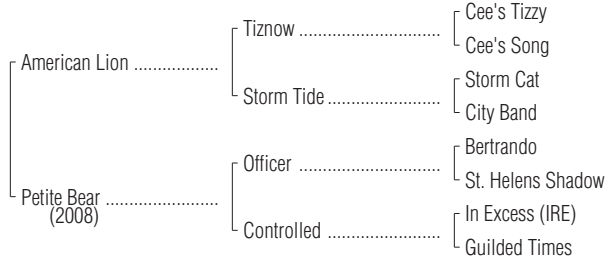 Cee's Tizzy
Tiznow
Cee's Song
American Lion
Storm Cat
Storm Tide
City Band
Bertrando
Officer
St. Helens Shadow
Petite Bear
(2008)
In Excess (IRE)
Controlled
Guilded Times